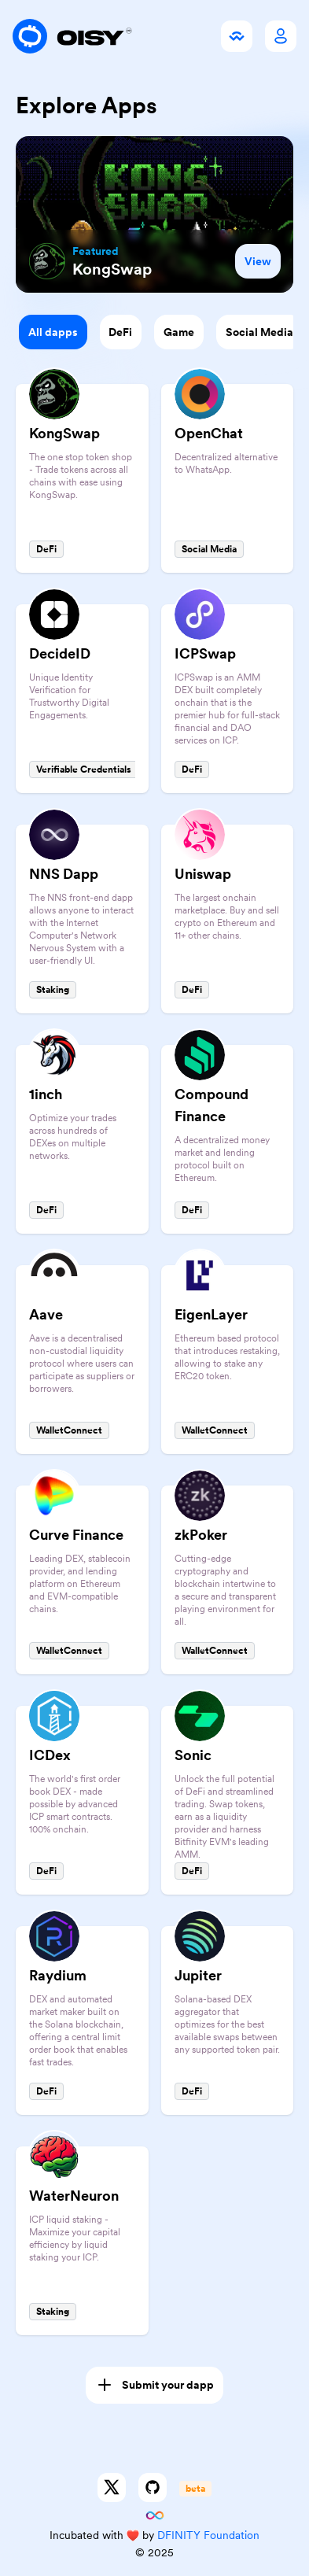 OISY
Explore Apps
KONG
SWAP
Featured
KongSwap
View
All dapps
DeFi
Game
Social Media
KongSwap
The one stop token shop
- Trade tokens across all
chains with ease using
KongSwap.
DeFi
OpenChat
Decentralized alternative
to WhatsApp.
Social Media
DecideID
Unique Identity
Verification for
Trustworthy Digital
Engagements.
Verifiable Credentials
ICPSwap
ICPSwap is an AMM
DEX built completely
onchain that is the
premier hub for full-stack
financial and DAO
services on ICP.
DeFi
NNS Dapp
The NNS front-end dapp
allows anyone to interact
with the Internet
Computer's Network
Nervous System with a
user-friendly UI.
Staking
Uniswap
The largest onchain
marketplace. Buy and sell
crypto on Ethereum and
11+ other chains.
DeFi
1inch
Optimize your trades
across hundreds of
DEXes on multiple
networks.
DeFi
Compound
Finance
A decentralized money
market and lending
protocol built on
Ethereum.
DeFi
Aave
Aave is a decentralised
non-custodial liquidity
protocol where users can
participate as suppliers or
borrowers.
WalletConnect
EigenLayer
Ethereum based protocol
that introduces restaking,
allowing to stake any
ERC20 token.
WalletConnect
Curve Finance
Leading DEX, stablecoin
provider, and lending
platform on Ethereum
and EVM-compatible
chains.
WalletConnect
zk
zkPoker
Cutting-edge
cryptography and
blockchain intertwine to
a secure and transparent
playing environment for
all.
WalletConnect
ICDex
The world's first order
book DEX - made
possible by advanced
ICP smart contracts.
100% onchain.
DeFi
Sonic
Unlock the full potential
of DeFi and streamlined
trading. Swap tokens,
earn as a liquidity
provider and harness
Bitfinity EVM's leading
AMM.
DeFi
Raydium
DEX and automated
market maker built on
the Solana blockchain,
offering a central limit
order book that enables
fast trades.
DeFi
Jupiter
Solana-based DEX
aggregator that
optimizes for the best
available swaps between
any supported token pair.
DeFi
WaterNeuron
ICP liquid staking -
Maximize your capital
efficiency by liquid
staking your ICP.
Staking
Submit your dapp
beta
Incubated with ❤️ by DFINITY Foundation
© 2025